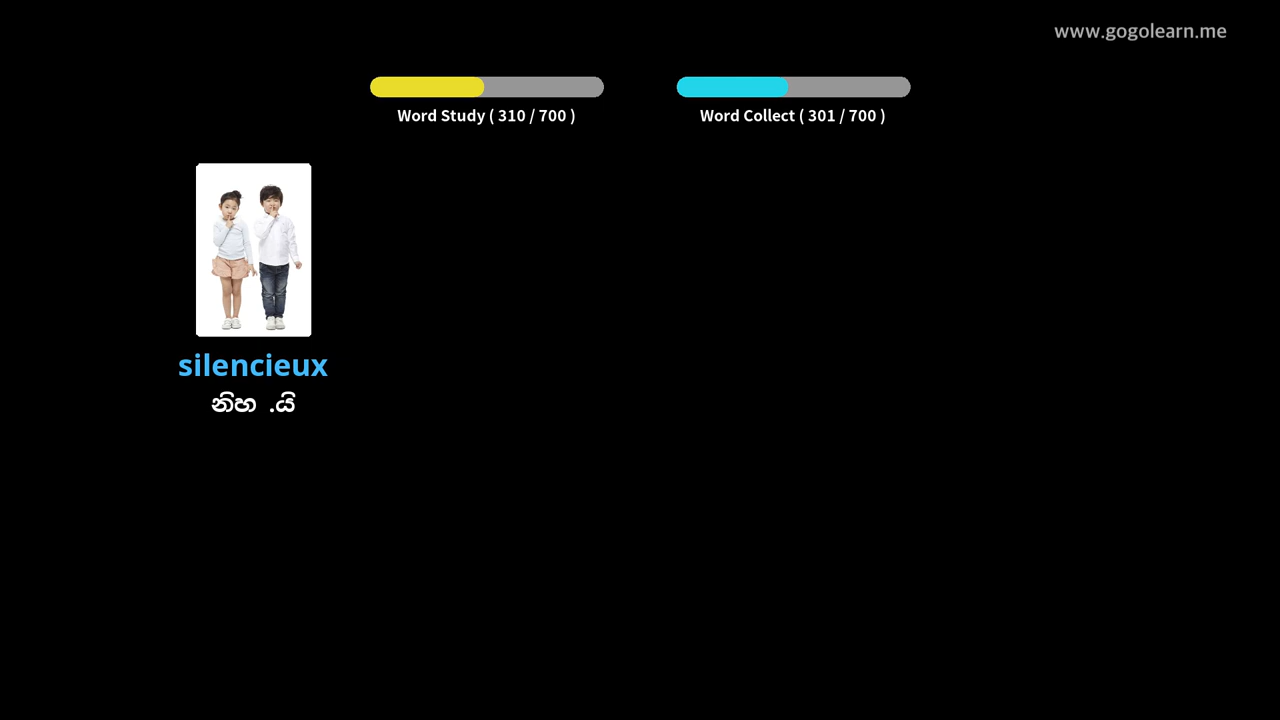 www.gogolearn.me
Word Study ( 310 / 700 )
Word Collect ( 301 / 700 )
silencieux
නිහ .යි